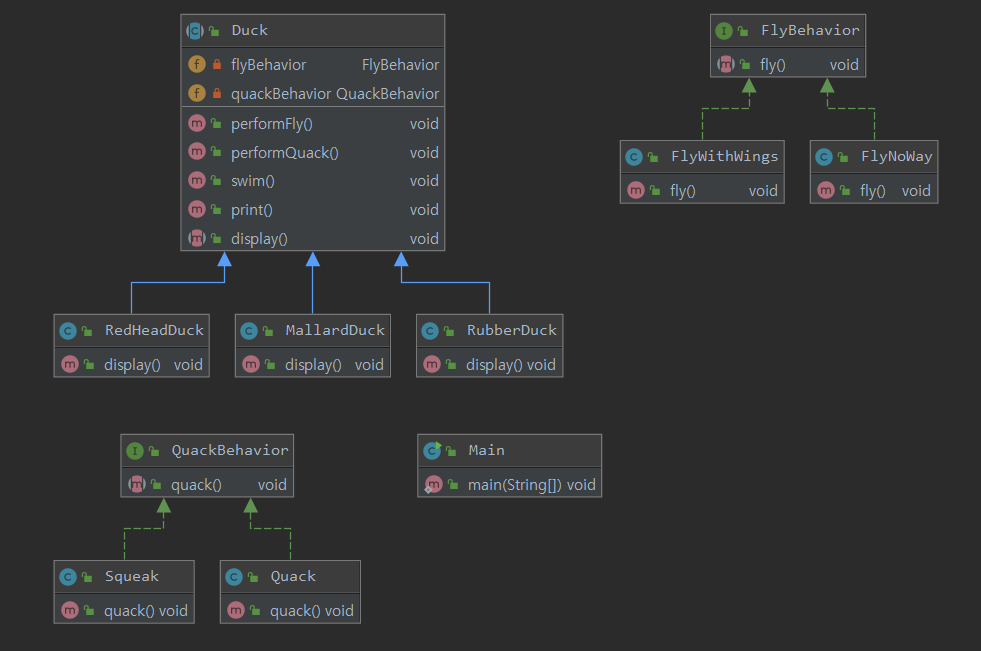 Duck
flyBehavior FlyBehavior
quackBehavior QuackBehavior
performFly() void
performQuack() void
swim() void
print() void
display() void
FlyBehavior
fly() void
FlyWithWings
fly() void
FlyNoWay
fly() void
RedHeadDuck
display() void
MallardDuck
display() void
RubberDuck
display() void
QuackBehavior
quack() void
Main
main(String[]) void
Squeak
quack() void
Quack
quack() void